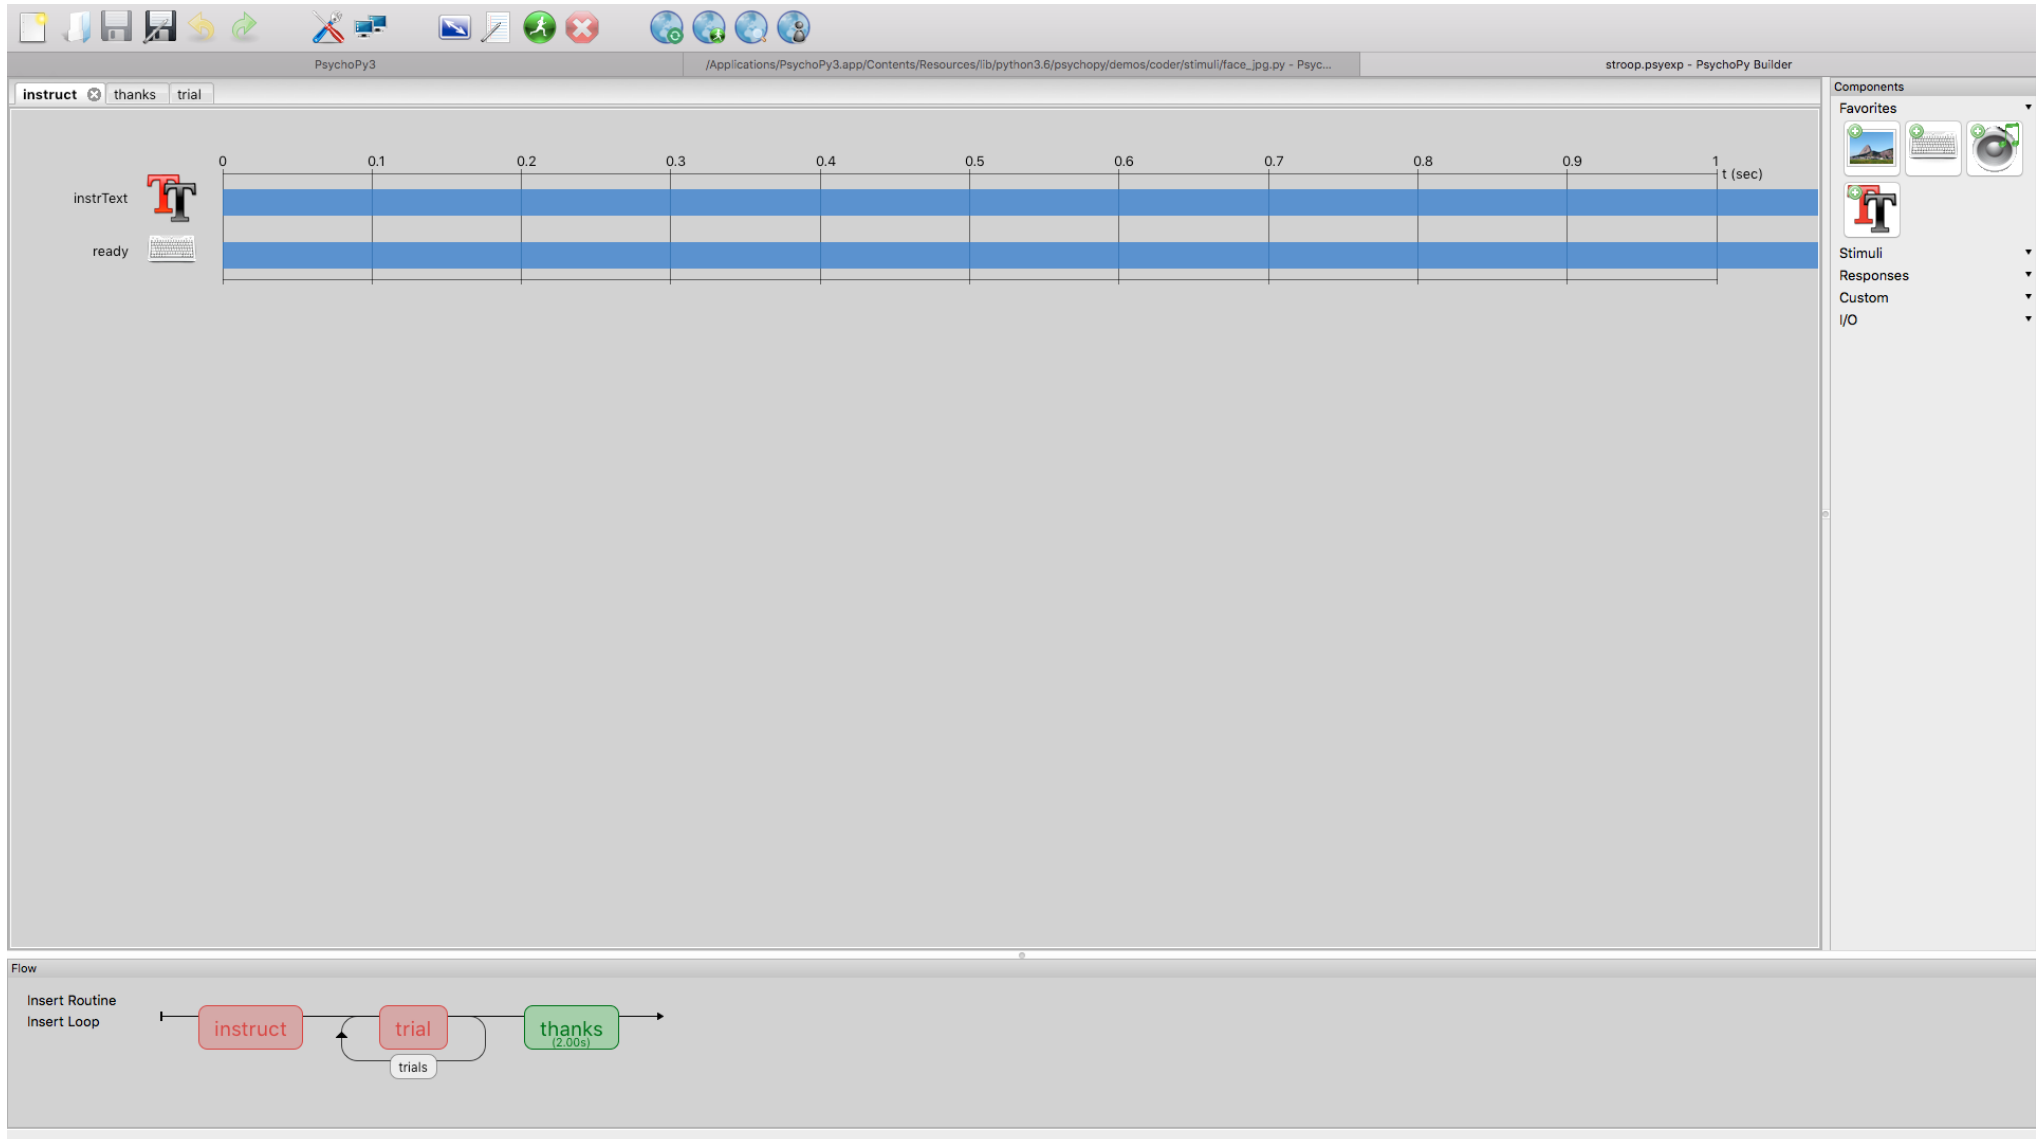 PsychoPy3
/Applications/PsychoPy3.app/Contents/Resources/lib/python3.6/psychopy/demos/coder/stimuli/face_jpg.py - Psyc...
stroop.psyexp - PsychoPy Builder
instruct thanks trial
Components
Favorites
0 0.1 0.2 0.3 0.4 0.5 0.6 0.7 0.8 0.9 1
t (sec)
instrText
ready
Stimuli
Responses
Custom
I/O
Flow
Insert Routine
Insert Loop
instruct trial thanks
(2.00s)
trials